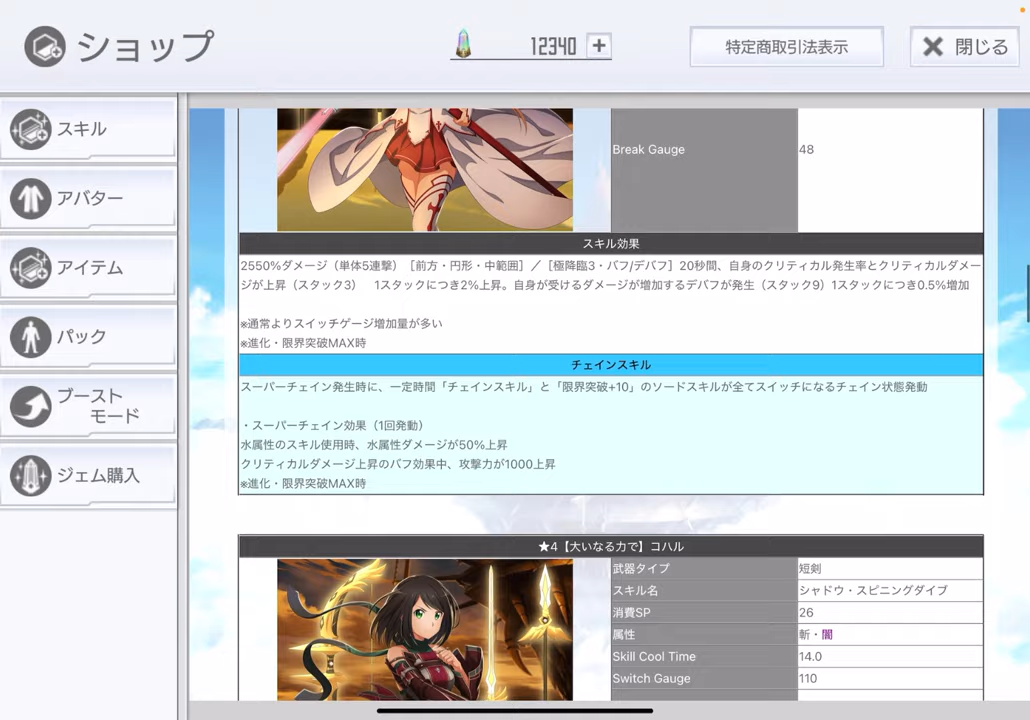 ショップ
12340
特定商取引法表示
閉じる
スキル
アバター
アイテム
パック
ブースト
モード
ジェム購入
Break Gauge 48
スキル効果
2550%ダメージ（単体5連撃）［前方・円形・中範囲］／［極降臨3・バフ/デバフ］20秒間、自身のクリティカル発生率とクリティカルダメー
ジが上昇（スタック3）　1スタックにつき2%上昇。自身が受けるダメージが増加するデバフが発生（スタック9）1スタックにつき0.5%増加
※通常よりスイッチゲージ増加量が多い
※進化・限界突破MAX時
チェインスキル
スーパーチェイン発生時に、一定時間「チェインスキル」と「限界突破+10」のソードスキルが全てスイッチになるチェイン状態発動
・スーパーチェイン効果（1回発動）
水属性のスキル使用時、水属性ダメージが50%上昇
クリティカルダメージ上昇のバフ効果中、攻撃力が1000上昇
※進化・限界突破MAX時
★4【大いなる力で】コハル
武器タイプ 短剣
スキル名 シャドウ・スピニングダイブ
消費SP 26
属性 斬・闇
Skill Cool Time 14.0
Switch Gauge 110